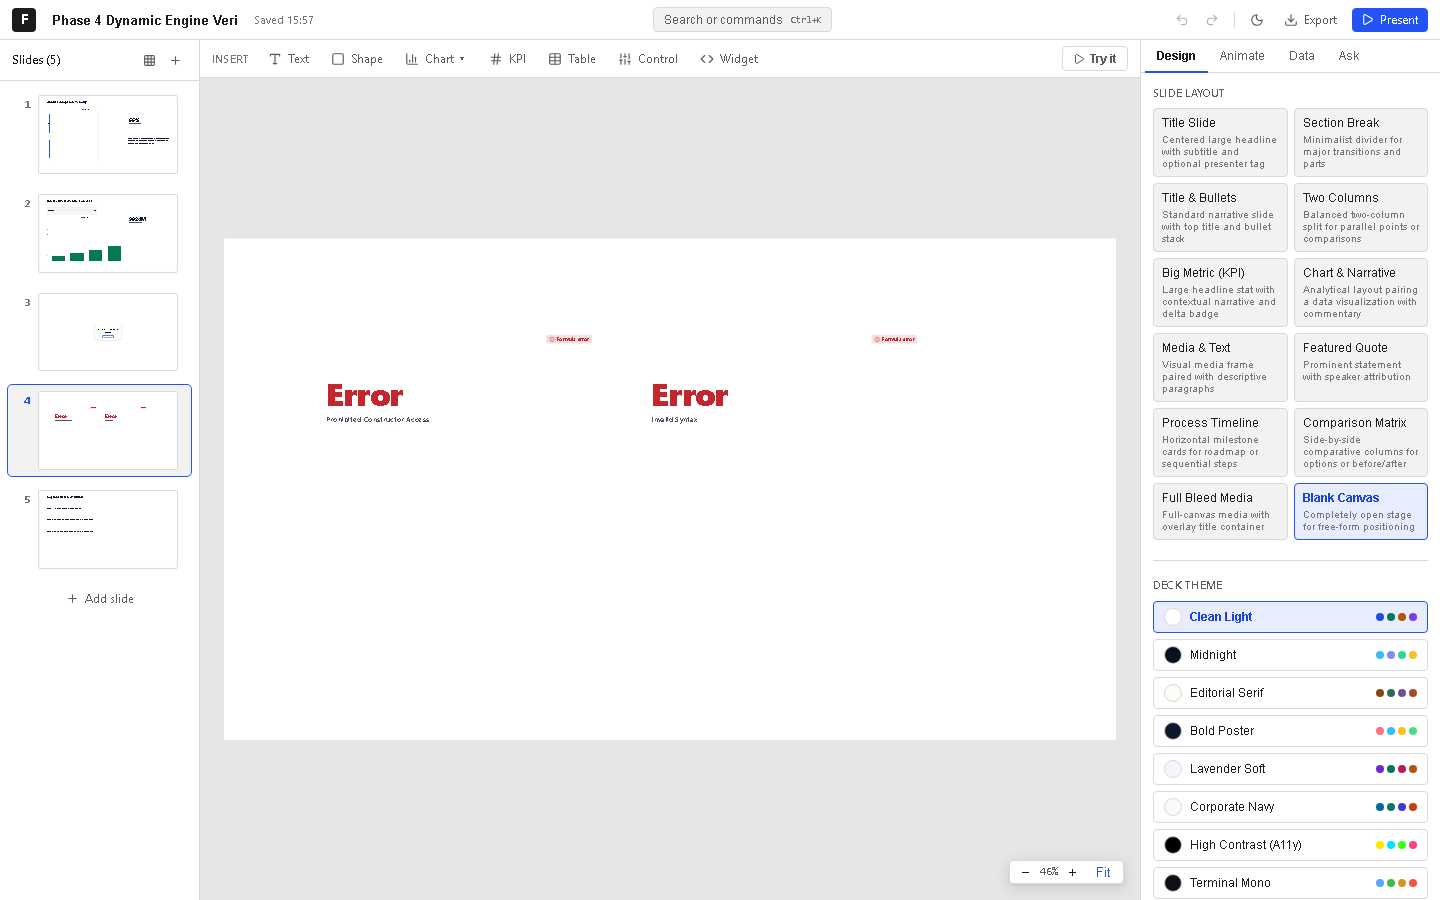 F
Phase 4 Dynamic Engine Veri
Saved 15:57
Search or commands Ctrl+K
Export
Present
Slides (5)
INSERT
Text
Shape
Chart
KPI
Table
Control
Widget
Try it
Design
Animate
Data
Ask
1
2
3
4
Error
Error
5
Add slide
Formula error
Formula error
Error
Error
Prohibited Constructor Access
Invalid Syntax
46%
Fit
SLIDE LAYOUT
Title Slide
Centered large headline
with subtitle and
optional presenter tag
Section Break
Minimalist divider for
major transitions and
parts
Title & Bullets
Standard narrative slide
with top title and bullet
stack
Two Columns
Balanced two-column
split for parallel points or
comparisons
Big Metric (KPI)
Large headline stat with
contextual narrative and
delta badge
Chart & Narrative
Analytical layout pairing
a data visualization with
commentary
Media & Text
Visual media frame
paired with descriptive
paragraphs
Featured Quote
Prominent statement
with speaker attribution
Process Timeline
Horizontal milestone
cards for roadmap or
sequential steps
Comparison Matrix
Side-by-side
comparative columns for
options or before/after
Full Bleed Media
Full-canvas media with
overlay title container
Blank Canvas
Completely open stage
for free-form positioning
DECK THEME
Clean Light
Midnight
Editorial Serif
Bold Poster
Lavender Soft
Corporate Navy
High Contrast (A11y)
Terminal Mono